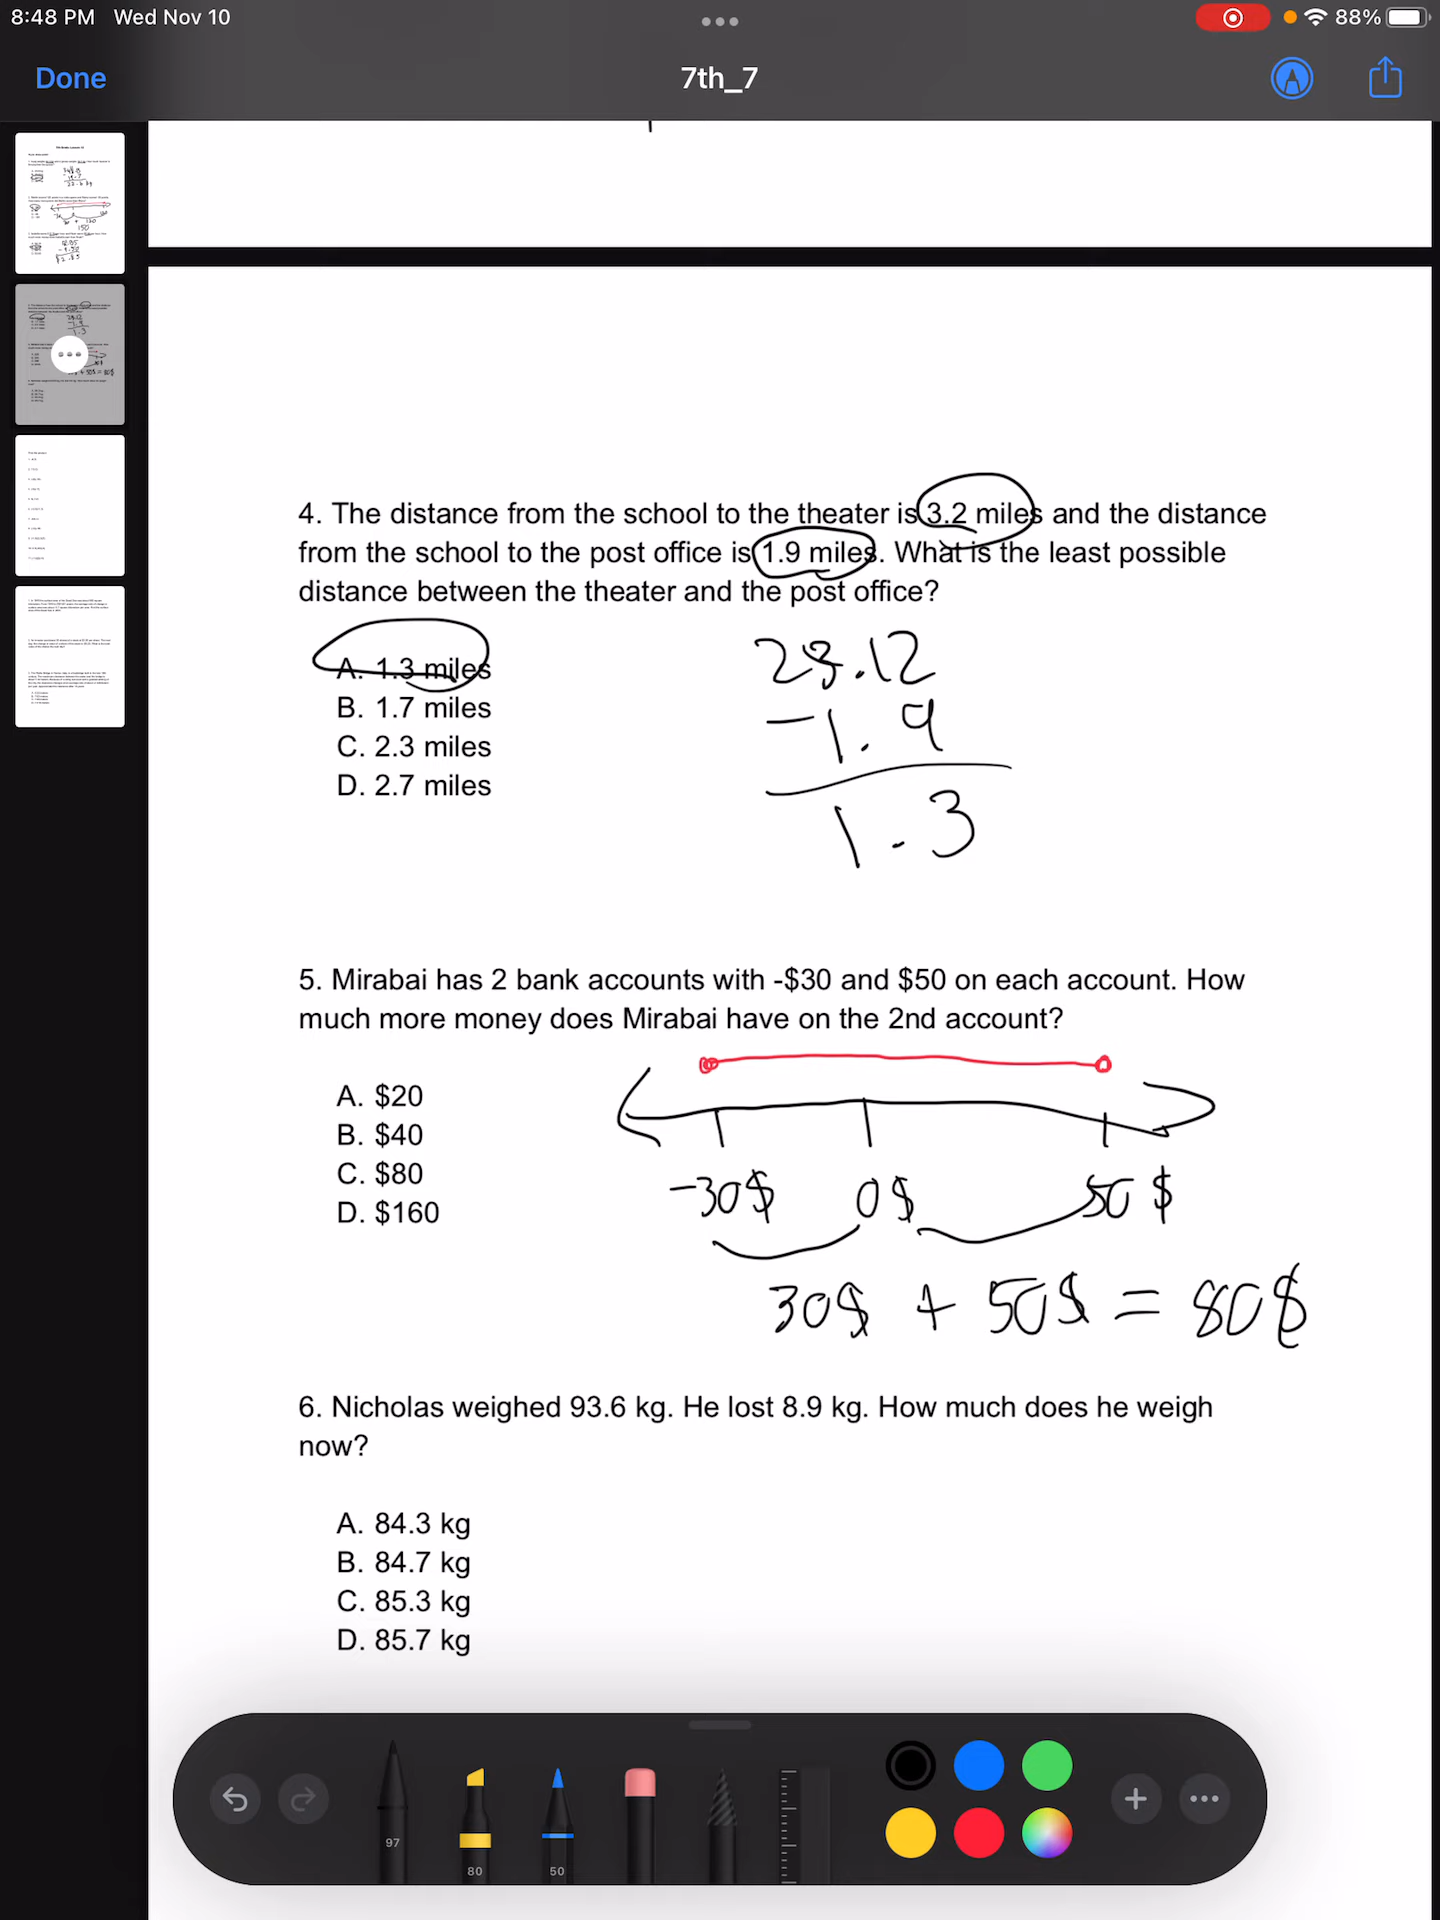 8:48 PM Wed Nov 10
88%
Done
7th_7
4. The distance from the school to the theater is 3.2 miles and the distance
from the school to the post office is 1.9 miles. What is the least possible
distance between the theater and the post office?
A. 1.3 miles
B. 1.7 miles
C. 2.3 miles
D. 2.7 miles
23.12
-1.9
1.3
5. Mirabai has 2 bank accounts with -$30 and $50 on each account. How
much more money does Mirabai have on the 2nd account?
A. $20
B. $40
C. $80
D. $160
-30$ 0$ 50$
30$ + 50$ = 80$
6. Nicholas weighed 93.6 kg. He lost 8.9 kg. How much does he weigh
now?
A. 84.3 kg
B. 84.7 kg
C. 85.3 kg
D. 85.7 kg
97
80
50